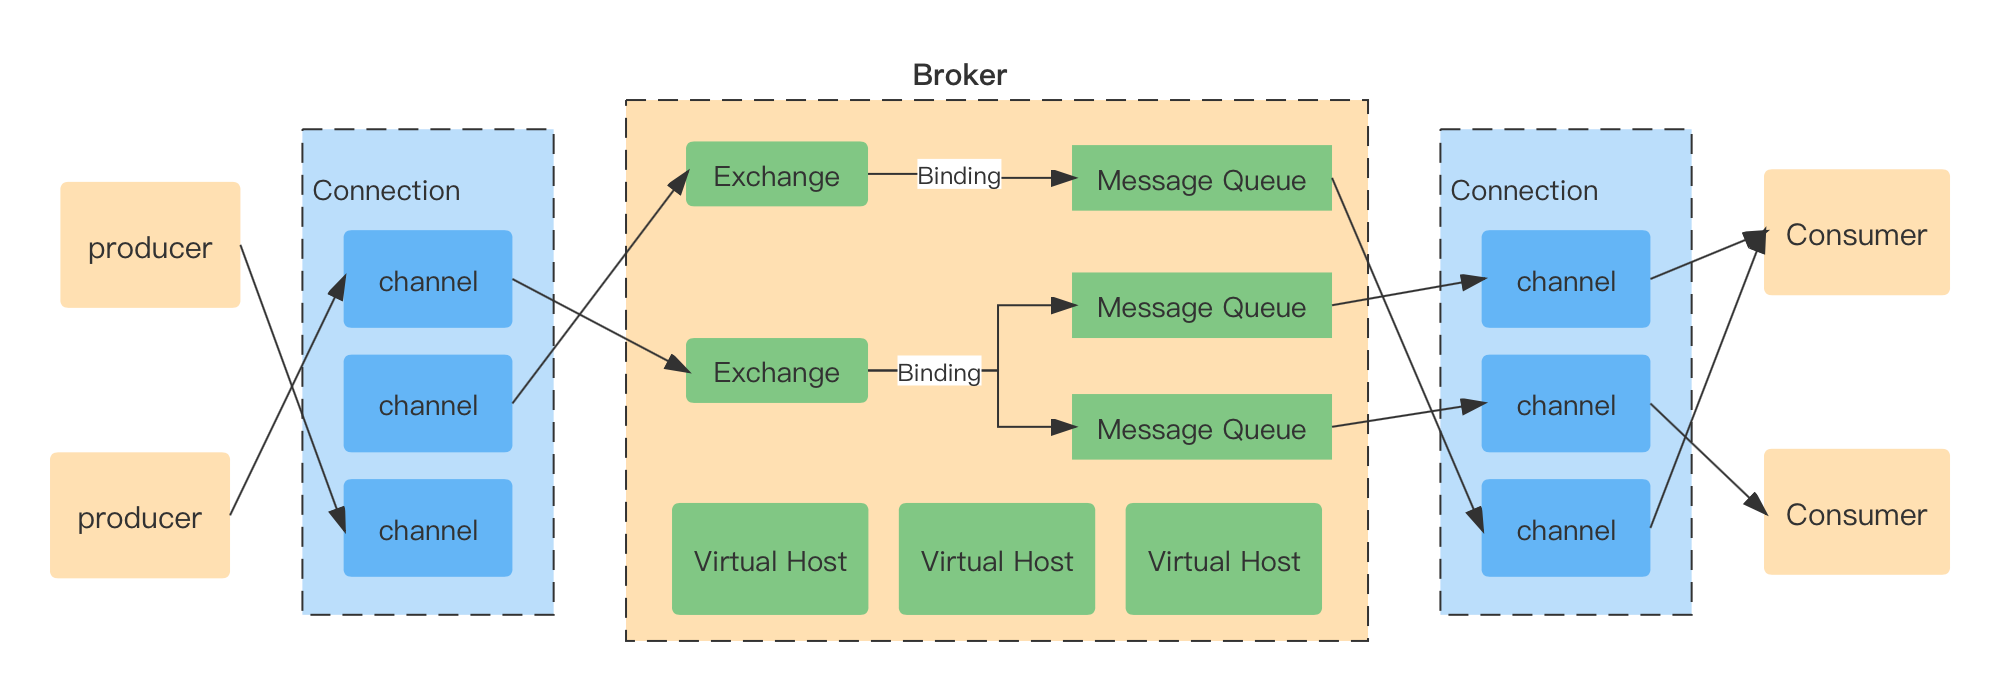 Broker
producer
producer
Connection
channel
channel
channel
Exchange
Binding
Message Queue
Exchange
Binding
Message Queue
Message Queue
Virtual Host
Virtual Host
Virtual Host
Connection
channel
channel
channel
Consumer
Consumer